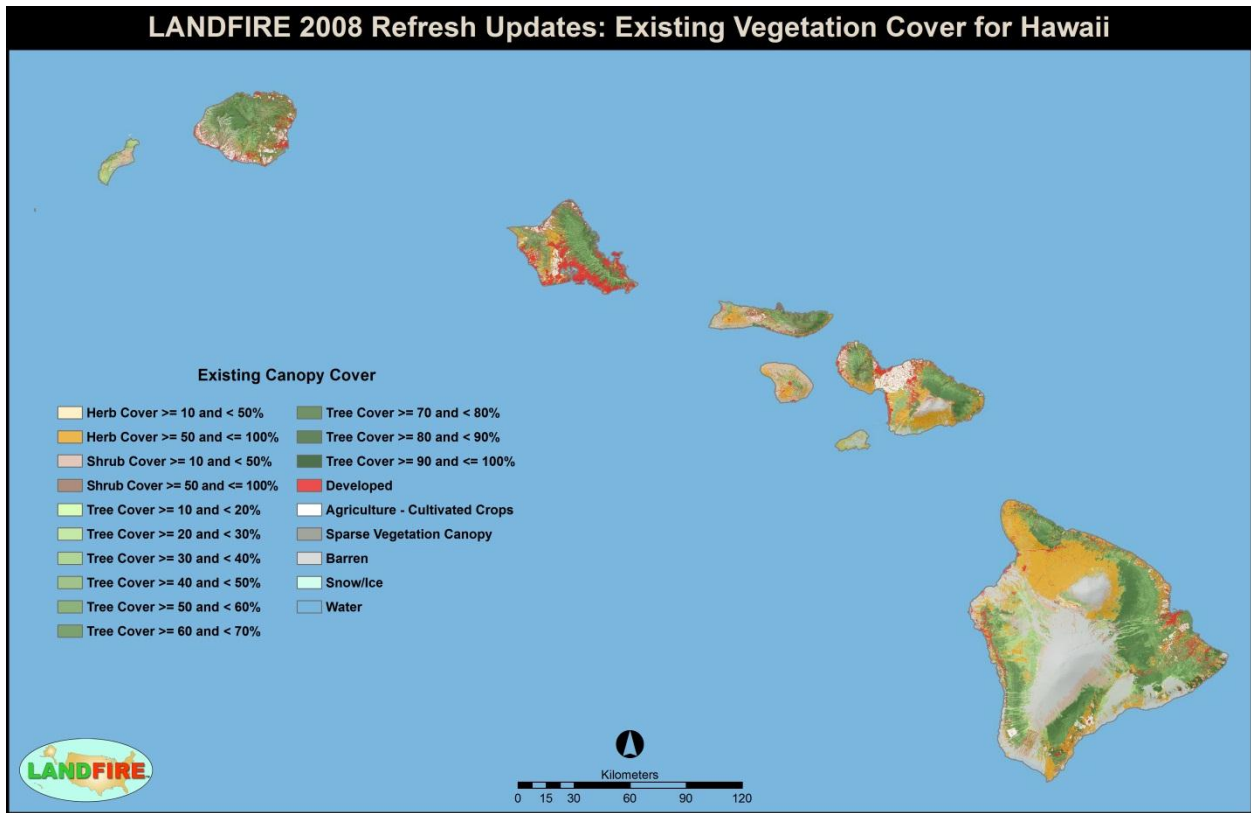 LANDFIRE 2008 Refresh Updates: Existing Vegetation Cover for Hawaii
Existing Canopy Cover
Herb Cover >= 10 and < 50%
Herb Cover >= 50 and <= 100%
Shrub Cover >= 10 and < 50%
Shrub Cover >= 50 and <= 100%
Tree Cover >= 10 and < 20%
Tree Cover >= 20 and < 30%
Tree Cover >= 30 and < 40%
Tree Cover >= 40 and < 50%
Tree Cover >= 50 and < 60%
Tree Cover >= 60 and < 70%
Tree Cover >= 70 and < 80%
Tree Cover >= 80 and < 90%
Tree Cover >= 90 and <= 100%
Developed
Agriculture - Cultivated Crops
Sparse Vegetation Canopy
Barren
Snow/Ice
Water
LANDFIRE
Kilometers
0 15 30 60 90 120